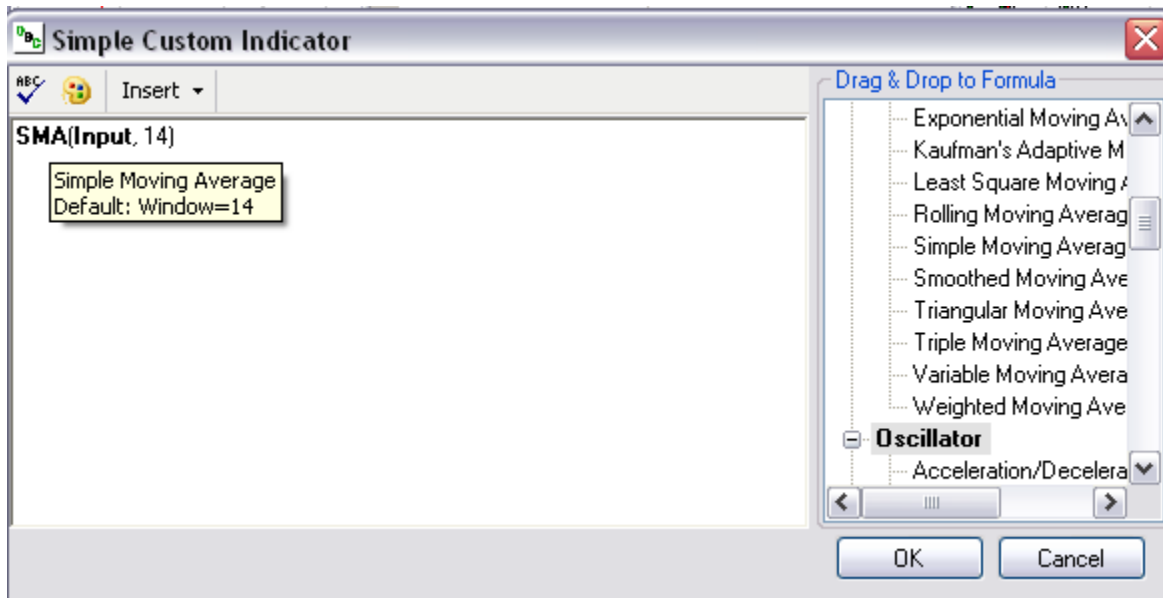 Simple Custom Indicator
ABC
Insert
SMA(Input, 14)
Simple Moving Average
Default: Window=14
Drag & Drop to Formula
Exponential Moving Av
Kaufman's Adaptive M
Least Square Moving
Rolling Moving Averag
Simple Moving Averag
Smoothed Moving Ave
Triangular Moving Ave
Triple Moving Average
Variable Moving Avera
Weighted Moving Ave
Oscillator
Acceleration/Decelera
OK
Cancel